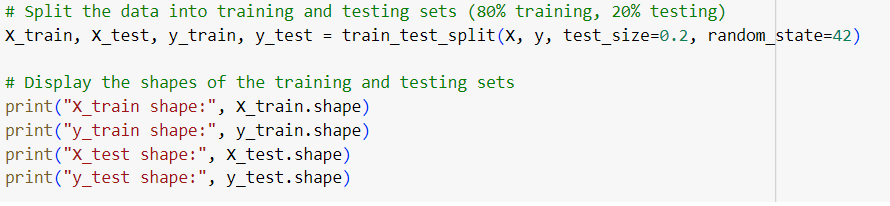 # Split the data into training and testing sets (80% training, 20% testing)
X_train, X_test, y_train, y_test = train_test_split(X, y, test_size=0.2, random_state=42)
# Display the shapes of the training and testing sets
print("X_train shape:", X_train.shape)
print("y_train shape:", y_train.shape)
print("X_test shape:", X_test.shape)
print("y_test shape:", y_test.shape)